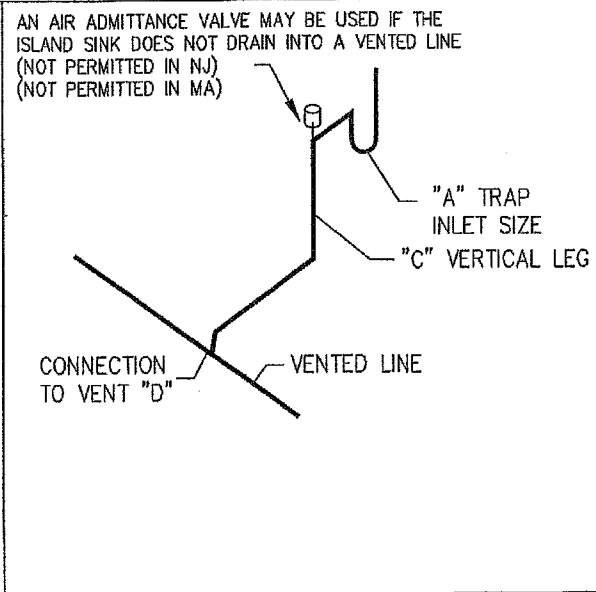 AN AIR ADMITTANCE VALVE MAY BE USED IF THE
ISLAND SINK DOES NOT DRAIN INTO A VENTED LINE
(NOT PERMITTED IN NJ)
(NOT PERMITTED IN MA)
"A" TRAP
INLET SIZE
"C" VERTICAL LEG
CONNECTION
TO VENT "D"
VENTED LINE